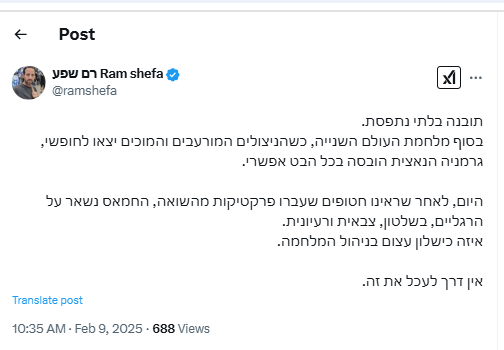 Post
רם שפע Ram shefa
@ramshefa
תובנה בלתי נתפסת.
בסוף מלחמת העולם השנייה, כשהניצולים המורעבים והמוכים יצאו לחופשי,
גרמניה הנאצית הובסה בכל הבט אפשרי.
היום, לאחר שראינו חטופים שעברו פרקטיקות מהשואה, החמאס נשאר על
הרגליים, בשלטון, צבאית ורעיונית.
איזה כישלון עצום בניהול המלחמה.
אין דרך לעכל את זה.
Translate post
10:35 AM · Feb 9, 2025 · 688 Views